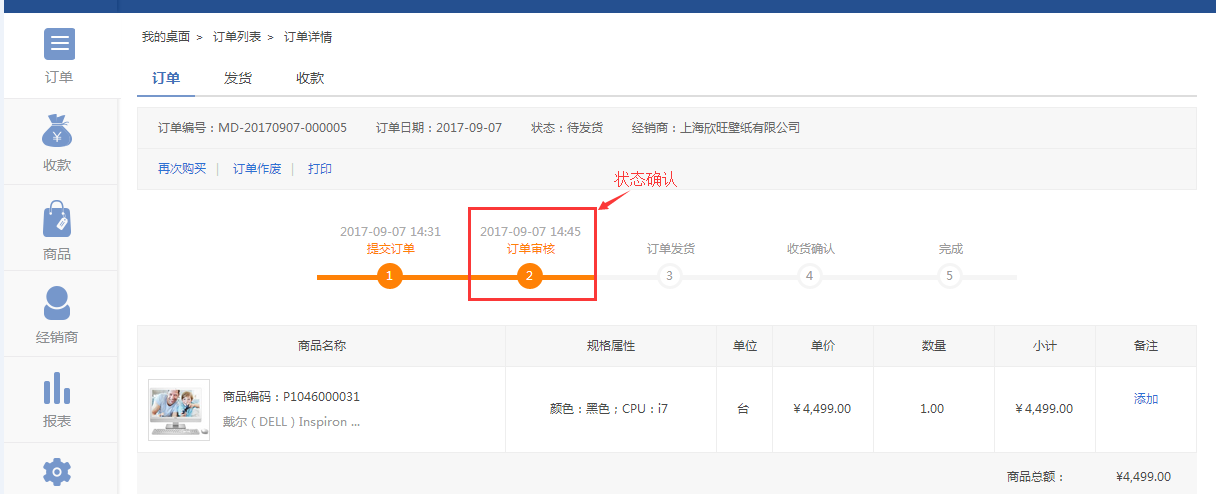 我的桌面 > 订单列表 > 订单详情
订单
收款
商品
经销商
报表
订单 发货 收款
订单编号：MD-20170907-000005 订单日期：2017-09-07 状态：待发货 经销商：上海欣旺壁纸有限公司
再次购买 | 订单作废 | 打印
状态确认
2017-09-07 14:31 2017-09-07 14:45
提交订单 订单审核 订单发货 收货确认 完成
1 2 3 4 5
商品名称 规格属性 单位 单价 数量 小计 备注
商品编码：P1046000031
戴尔（DELL）Inspiron ...
颜色：黑色；CPU：i7 台 ￥4,499.00 1.00 ￥4,499.00 添加
商品总额： ¥4,499.00